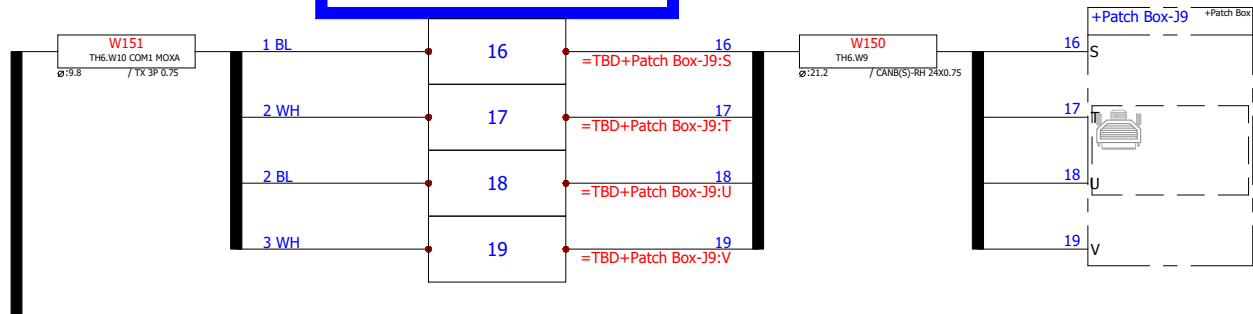 +Patch Box-J9
+Patch Box
W151
TH6.W10 COM1 MOXA
ø:9.8 / TX 3P 0.75
1 BL
16
16
=TBD+Patch Box-J9:S
W150
TH6.W9
ø:21.2 / CANB(S)-RH 24X0.75
16
S
2 WH
17
17
=TBD+Patch Box-J9:T
17
T
2 BL
18
18
=TBD+Patch Box-J9:U
18
U
3 WH
19
19
=TBD+Patch Box-J9:V
19
V